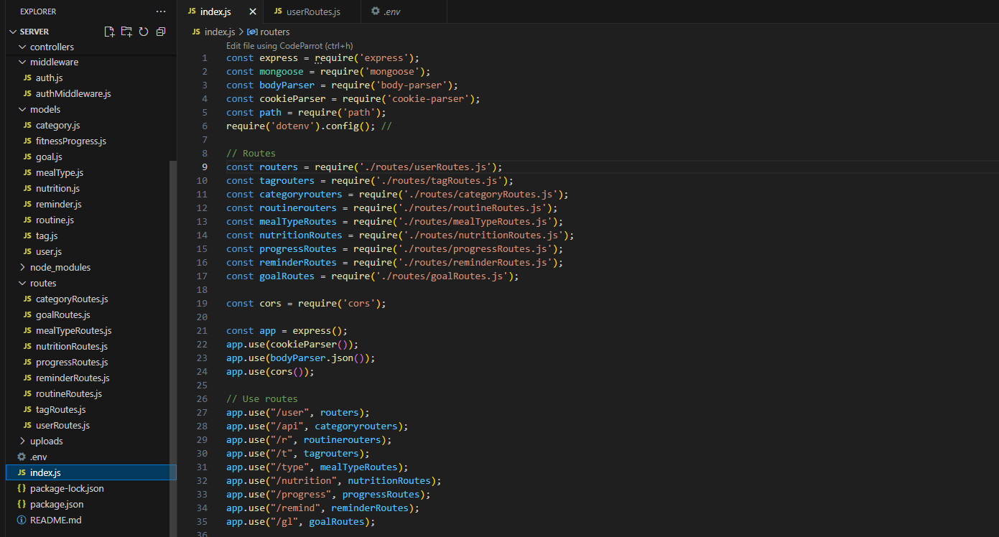 EXPLORER
SERVER
controllers
middleware
JS auth.js
JS authMiddleware.js
models
JS category.js
JS fitnessProgress.js
JS goal.js
JS mealType.js
JS nutrition.js
JS reminder.js
JS routine.js
JS tag.js
JS user.js
node_modules
routes
JS categoryRoutes.js
JS goalRoutes.js
JS mealTypeRoutes.js
JS nutritionRoutes.js
JS progressRoutes.js
JS reminderRoutes.js
JS routineRoutes.js
JS tagRoutes.js
JS userRoutes.js
uploads
.env
JS index.js
{} package-lock.json
{} package.json
README.md
JS index.js JS userRoutes.js .env
JS index.js > routers
Edit file using CodeParrot (ctrl+h)
1 const express = require('express');
2 const mongoose = require('mongoose');
3 const bodyParser = require('body-parser');
4 const cookieParser = require('cookie-parser');
5 const path = require('path');
6 require('dotenv').config(); //
7
8 // Routes
9 const routers = require('./routes/userRoutes.js');
10 const tagrouters = require('./routes/tagRoutes.js');
11 const categoryrouters = require('./routes/categoryRoutes.js');
12 const routinerouters = require('./routes/routineRoutes.js');
13 const mealTypeRoutes = require('./routes/mealTypeRoutes.js');
14 const nutritionRoutes = require('./routes/nutritionRoutes.js');
15 const progressRoutes = require('./routes/progressRoutes.js');
16 const reminderRoutes = require('./routes/reminderRoutes.js');
17 const goalRoutes = require('./routes/goalRoutes.js');
18
19 const cors = require('cors');
20
21 const app = express();
22 app.use(cookieParser());
23 app.use(bodyParser.json());
24 app.use(cors());
25
26 // Use routes
27 app.use("/user", routers);
28 app.use("/api", categoryrouters);
29 app.use("/r", routinerouters);
30 app.use("/t", tagrouters);
31 app.use("/type", mealTypeRoutes);
32 app.use("/nutrition", nutritionRoutes);
33 app.use("/progress", progressRoutes);
34 app.use("/remind", reminderRoutes);
35 app.use("/gl", goalRoutes);
36